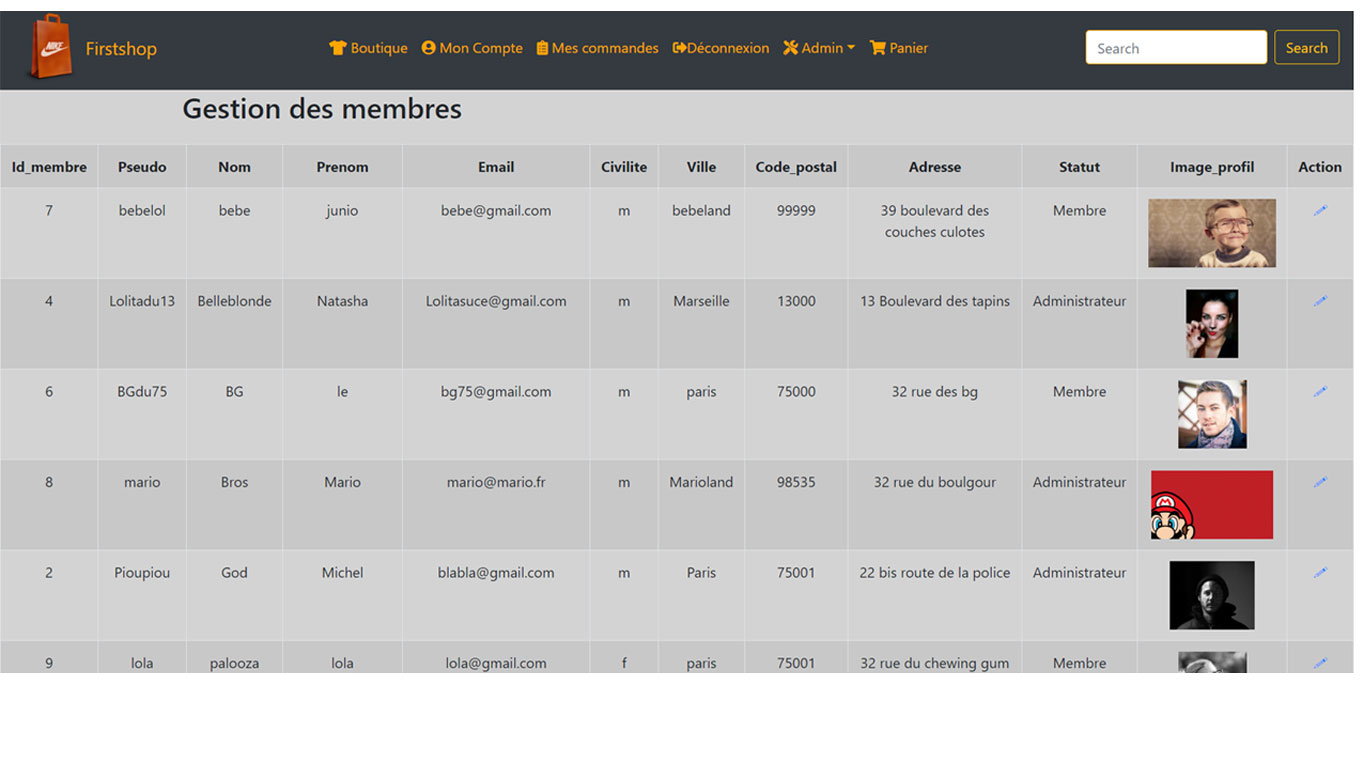 NIKE
Firstshop Boutique Mon Compte Mes commandes Déconnexion Admin Panier Search Search
Gestion des membres
Id_membre Pseudo Nom Prenom Email Civilite Ville Code_postal Adresse Statut Image_profil Action
7 bebelol bebe junio bebe@gmail.com m bebeland 99999 39 boulevard des Membre
couches culotes
4 Lolitadu13 Belleblonde Natasha Lolitasuce@gmail.com m Marseille 13000 13 Boulevard des tapins Administrateur
6 BGdu75 BG le bg75@gmail.com m paris 75000 32 rue des bg Membre
8 mario Bros Mario mario@mario.fr m Marioland 98535 32 rue du boulgour Administrateur
M
2 Pioupiou God Michel blabla@gmail.com m Paris 75001 22 bis route de la police Administrateur
9 lola palooza lola lola@gmail.com f paris 75001 32 rue du chewing gum Membre